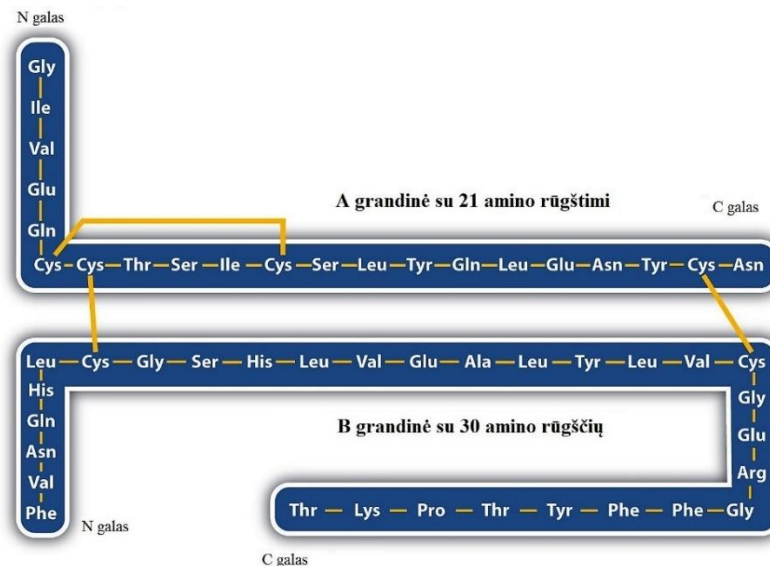 N galas
Gly
Ile
Val
Glu
Gln
A grandinė su 21 amino rūgštimi
C galas
Cys Cys Thr Ser Ile Cys Ser Leu Tyr Gln Leu Glu Asn Tyr Cys Asn
Leu Cys Gly Ser His Leu Val Glu Ala Leu Tyr Leu Val Cys
His
Gln
Asn
Val
Phe
N galas
B grandinė su 30 amino rūgščių
Gly
Glu
Arg
Thr Lys Pro Thr Tyr Phe Phe Gly
C galas